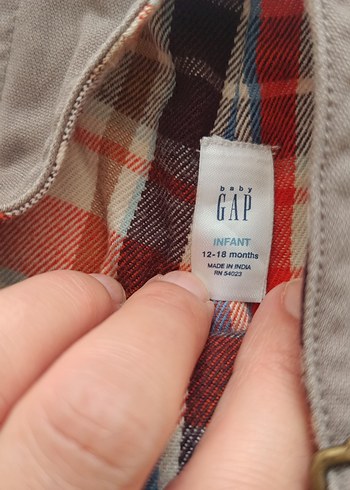 baby
GAP
INFANT
12-18 months
MADE IN INDIA
RN 54023